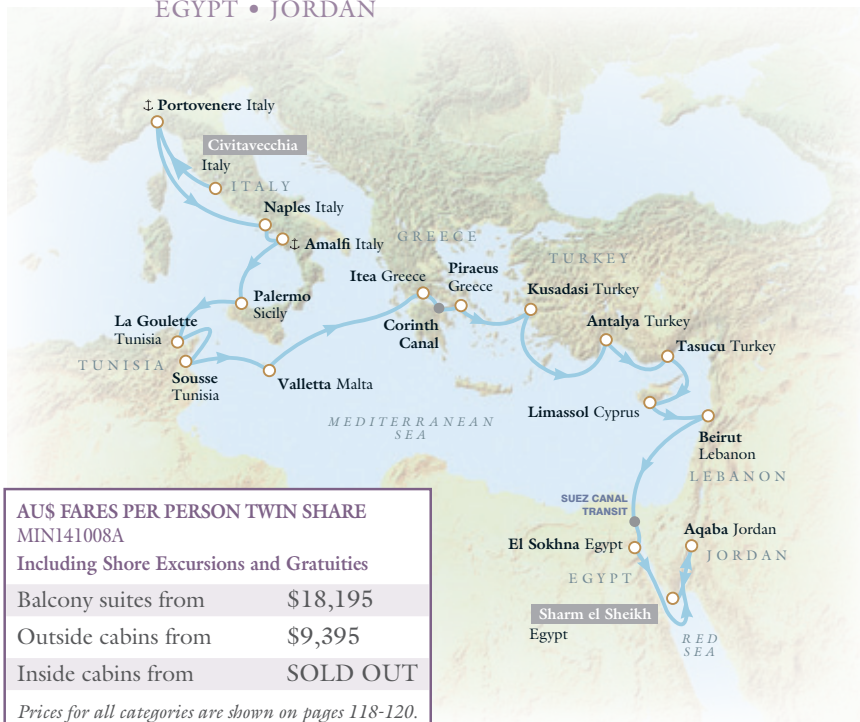 EGYPT • JORDAN
⚓ Portovenere Italy
Civitavecchia
Italy
ITALY
Naples Italy
⚓ Amalfi Italy
GREECE
TURKEY
Itea Greece
Piraeus
Greece
Kusadasi Turkey
Palermo
Sicily
La Goulette
Tunisia
Corinth
Canal
Antalya Turkey
Tasucu Turkey
TUNISIA
Sousse
Tunisia
Valletta Malta
Limassol Cyprus
MEDITERRANEAN
SEA
Beirut
Lebanon
LEBANON
SUEZ CANAL
TRANSIT
Aqaba Jordan
El Sokhna Egypt
JORDAN
EGYPT
Sharm el Sheikh
Egypt
RED
SEA
AU$ FARES PER PERSON TWIN SHARE
MIN141008A
Including Shore Excursions and Gratuities
Balcony suites from $18,195
Outside cabins from $9,395
Inside cabins from SOLD OUT
Prices for all categories are shown on pages 118-120.